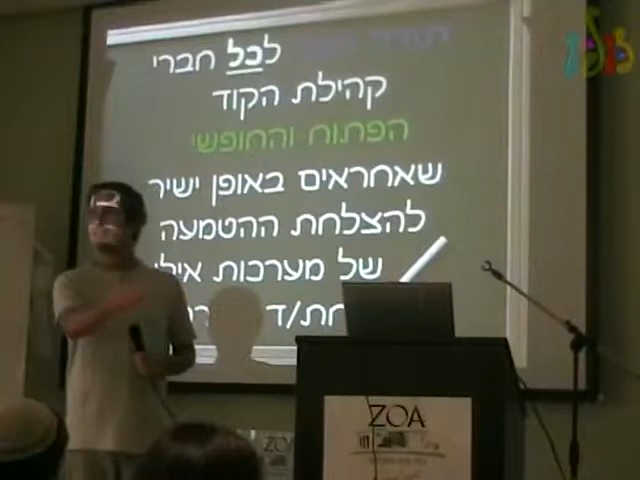 לכל חברי
קהילת הקוד
הפתוח והחופשי
שאחראים באופן ישיר
להצלחת ההטמעה
של מערכות
ZOA